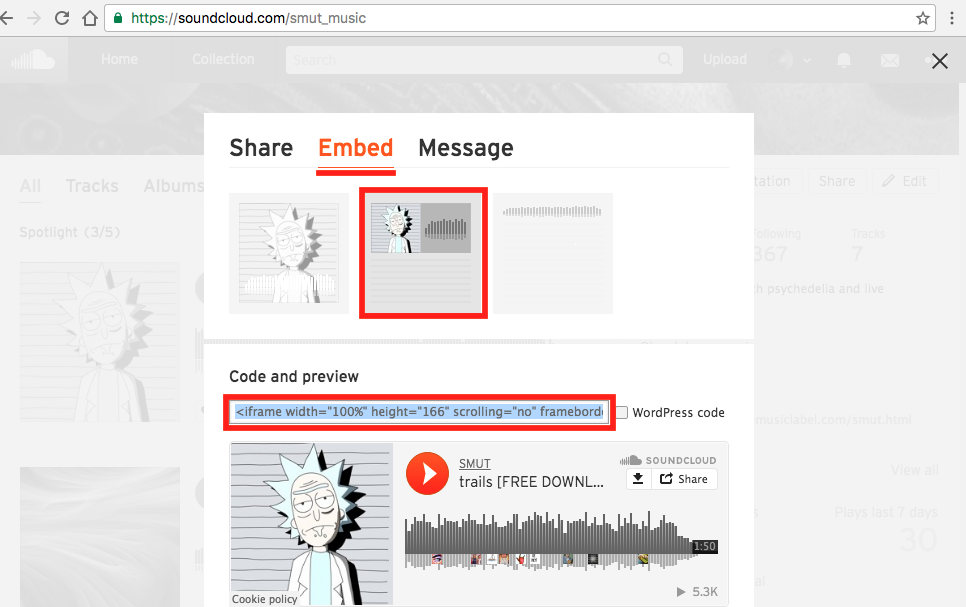 https://soundcloud.com/smut_music
Home Collection Search Upload
Share Embed Message
All Tracks Albums
tation Share Edit
Spotlight (3/5)
Following Tracks
367 7
h psychedelia and live
Code and preview
<iframe width="100%" height="166" scrolling="no" framebord
WordPress code
musiclabel.com/smut.html
SMUT
SOUNDCLOUD
trails [FREE DOWNL...
Share
View all
Plays last 7 days
30
1:50
5.3K
Cookie policy